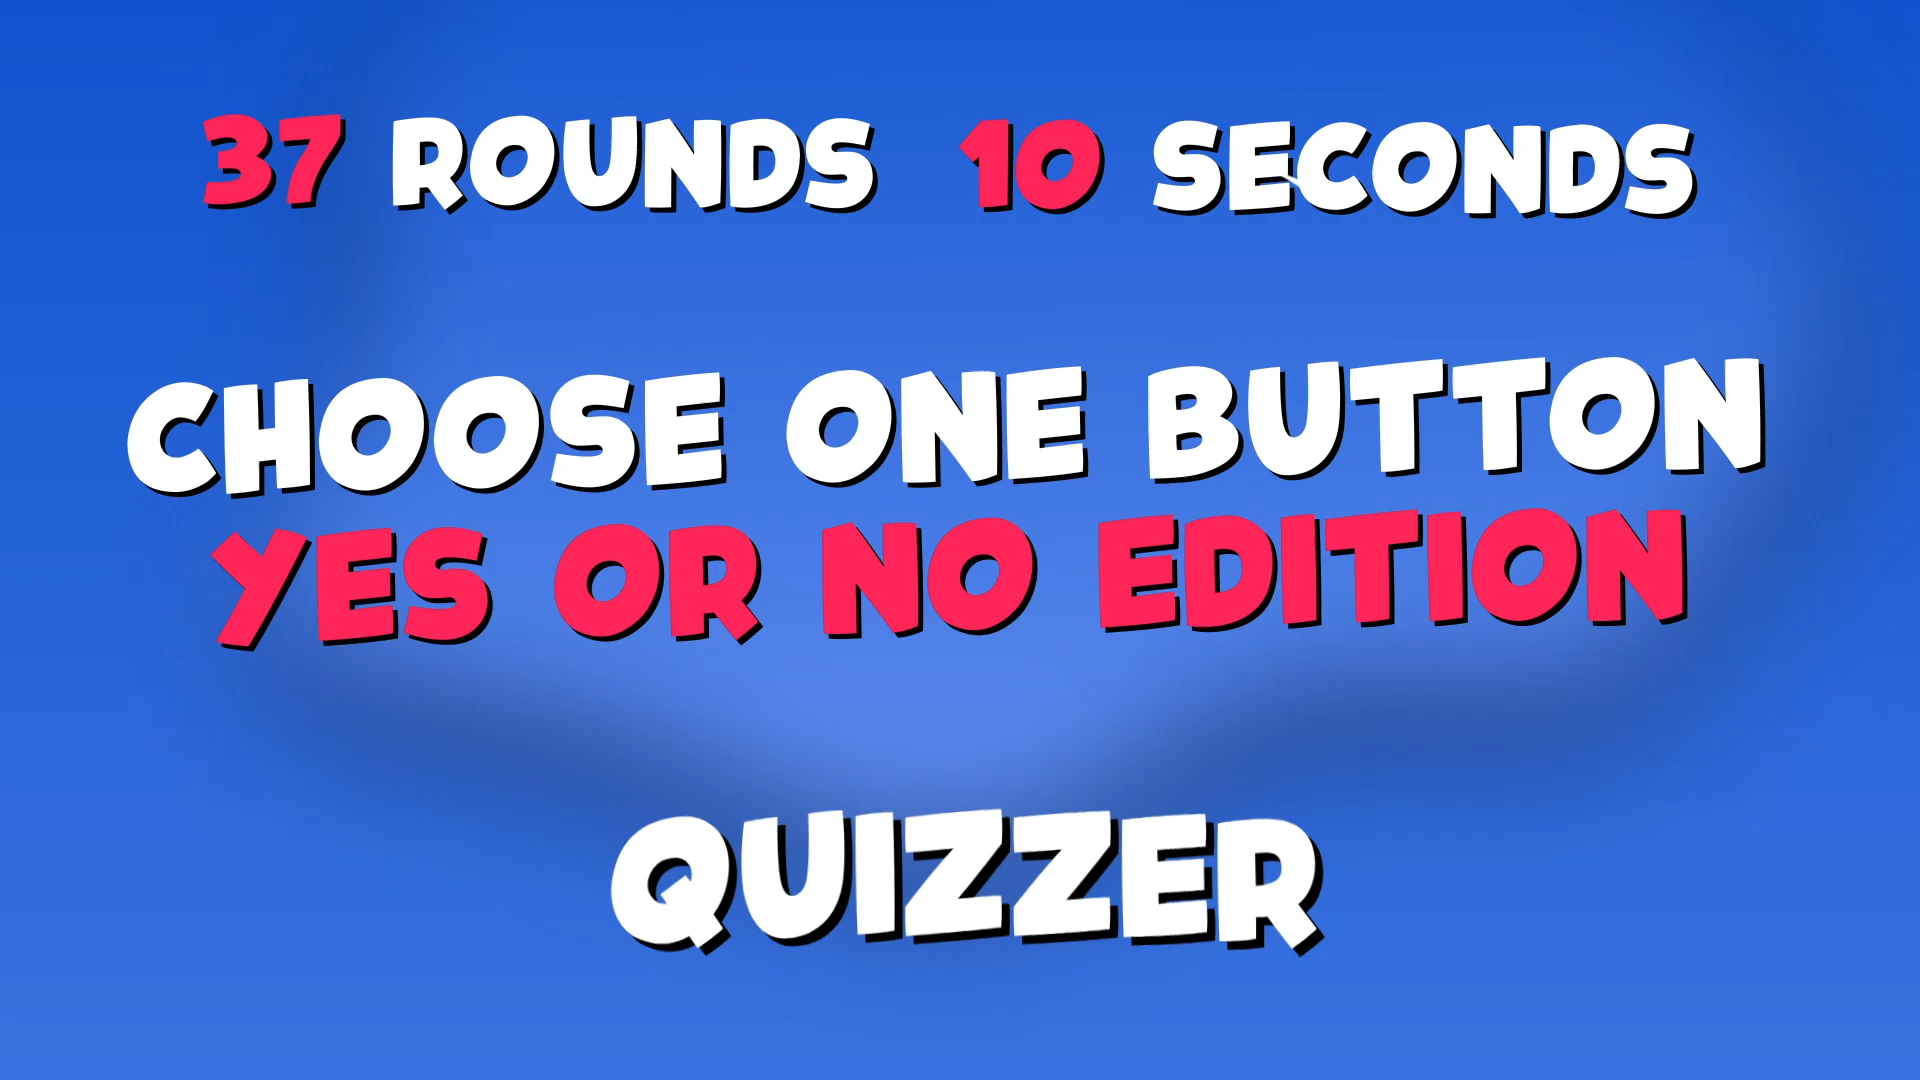 37 ROUNDS 10 SECONDS
CHOOSE ONE BUTTON
YES OR NO EDITION
QUIZZER